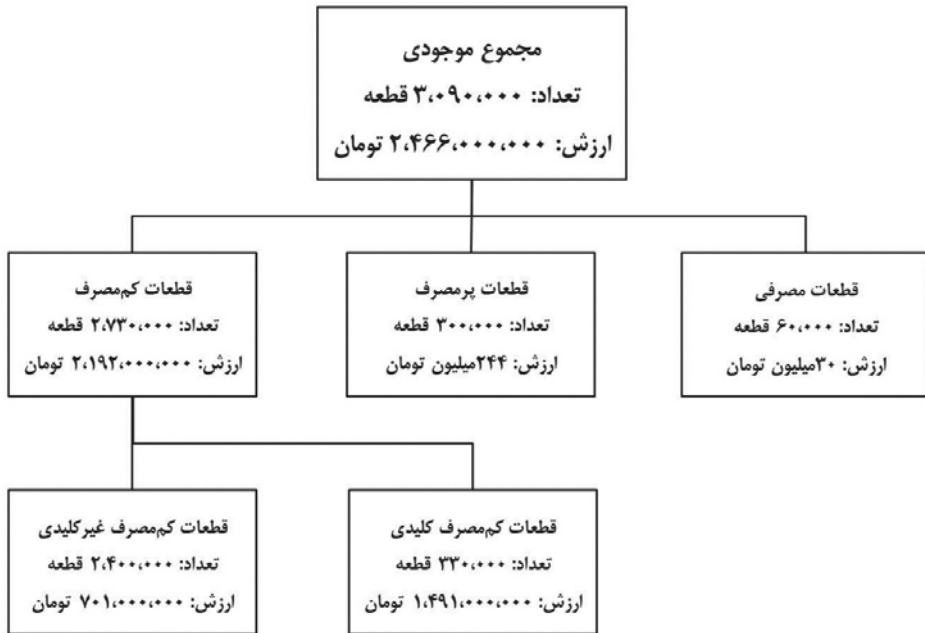 مجموع موجودی
تعداد: ۳،۰۹۰،۰۰۰ قطعه
ارزش: ۲،۴۶۶،۰۰۰،۰۰۰ تومان
قطعات مصرفی
تعداد: ۶۰،۰۰۰ قطعه
ارزش: ۳۰میلیون تومان
قطعات پرمصرف
تعداد: ۳۰۰،۰۰۰ قطعه
ارزش: ۲۴۴میلیون تومان
قطعات کم‌مصرف
تعداد: ۲،۷۳۰،۰۰۰ قطعه
ارزش: ۲،۱۹۲،۰۰۰،۰۰۰ تومان
قطعات کم‌مصرف کلیدی
تعداد: ۳۳۰،۰۰۰ قطعه
ارزش: ۱،۴۹۱،۰۰۰،۰۰۰ تومان
قطعات کم‌مصرف غیرکلیدی
تعداد: ۲،۴۰۰،۰۰۰ قطعه
ارزش: ۷۰۱،۰۰۰،۰۰۰ تومان